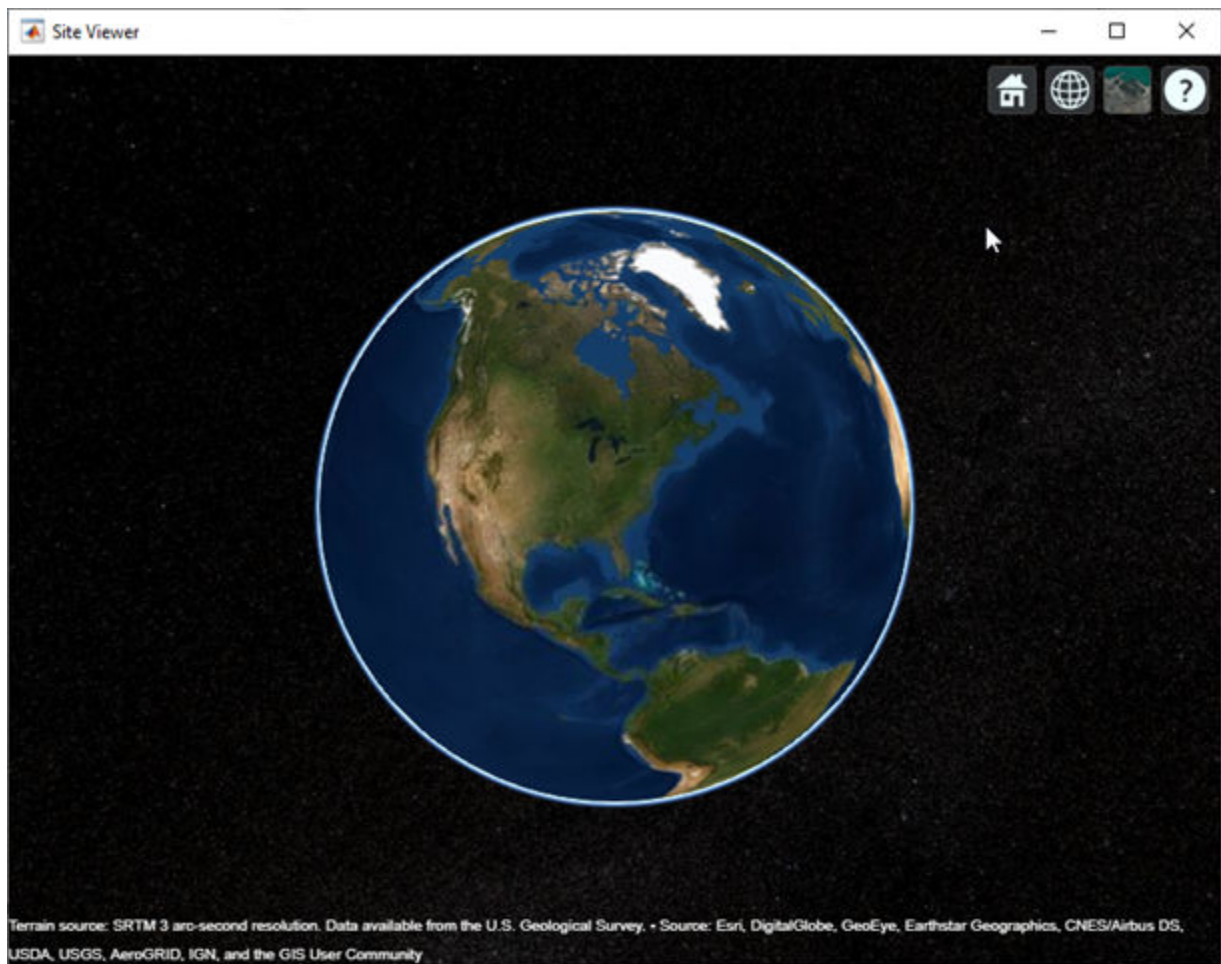 Site Viewer
?
Terrain source: SRTM 3 arc-second resolution. Data available from the U.S. Geological Survey. • Source: Esri, DigitalGlobe, GeoEye, Earthstar Geographics, CNES/Airbus DS,
USDA, USGS, AeroGRID, IGN, and the GIS User Community